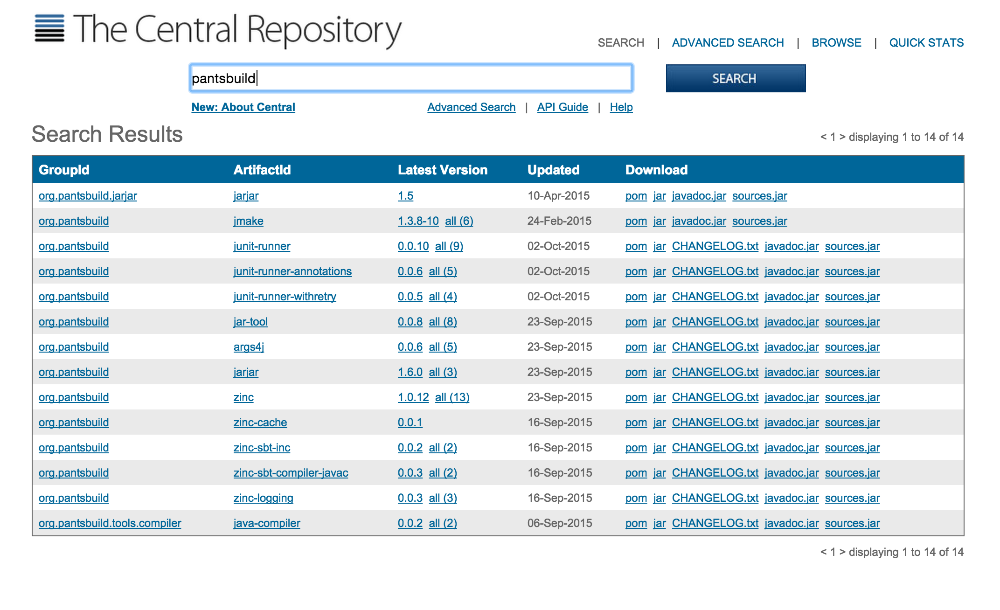 The Central Repository
SEARCH | ADVANCED SEARCH | BROWSE | QUICK STATS
pantsbuild SEARCH
New: About Central Advanced Search | API Guide | Help
Search Results < 1 > displaying 1 to 14 of 14
GroupId ArtifactId Latest Version Updated Download
org.pantsbuild.jarjar jarjar 1.5 10-Apr-2015 pom jar javadoc.jar sources.jar
org.pantsbuild jmake 1.3.8-10 all (6) 24-Feb-2015 pom jar javadoc.jar sources.jar
org.pantsbuild junit-runner 0.0.10 all (9) 02-Oct-2015 pom jar CHANGELOG.txt javadoc.jar sources.jar
org.pantsbuild junit-runner-annotations 0.0.6 all (5) 02-Oct-2015 pom jar CHANGELOG.txt javadoc.jar sources.jar
org.pantsbuild junit-runner-withretry 0.0.5 all (4) 02-Oct-2015 pom jar CHANGELOG.txt javadoc.jar sources.jar
org.pantsbuild jar-tool 0.0.8 all (8) 23-Sep-2015 pom jar CHANGELOG.txt javadoc.jar sources.jar
org.pantsbuild args4j 0.0.6 all (5) 23-Sep-2015 pom jar CHANGELOG.txt javadoc.jar sources.jar
org.pantsbuild jarjar 1.6.0 all (3) 23-Sep-2015 pom jar CHANGELOG.txt javadoc.jar sources.jar
org.pantsbuild zinc 1.0.12 all (13) 23-Sep-2015 pom jar CHANGELOG.txt javadoc.jar sources.jar
org.pantsbuild zinc-cache 0.0.1 16-Sep-2015 pom jar CHANGELOG.txt javadoc.jar sources.jar
org.pantsbuild zinc-sbt-inc 0.0.2 all (2) 16-Sep-2015 pom jar CHANGELOG.txt javadoc.jar sources.jar
org.pantsbuild zinc-sbt-compiler-javac 0.0.3 all (2) 16-Sep-2015 pom jar CHANGELOG.txt javadoc.jar sources.jar
org.pantsbuild zinc-logging 0.0.3 all (3) 16-Sep-2015 pom jar CHANGELOG.txt javadoc.jar sources.jar
org.pantsbuild.tools.compiler java-compiler 0.0.2 all (2) 06-Sep-2015 pom jar CHANGELOG.txt javadoc.jar sources.jar
< 1 > displaying 1 to 14 of 14